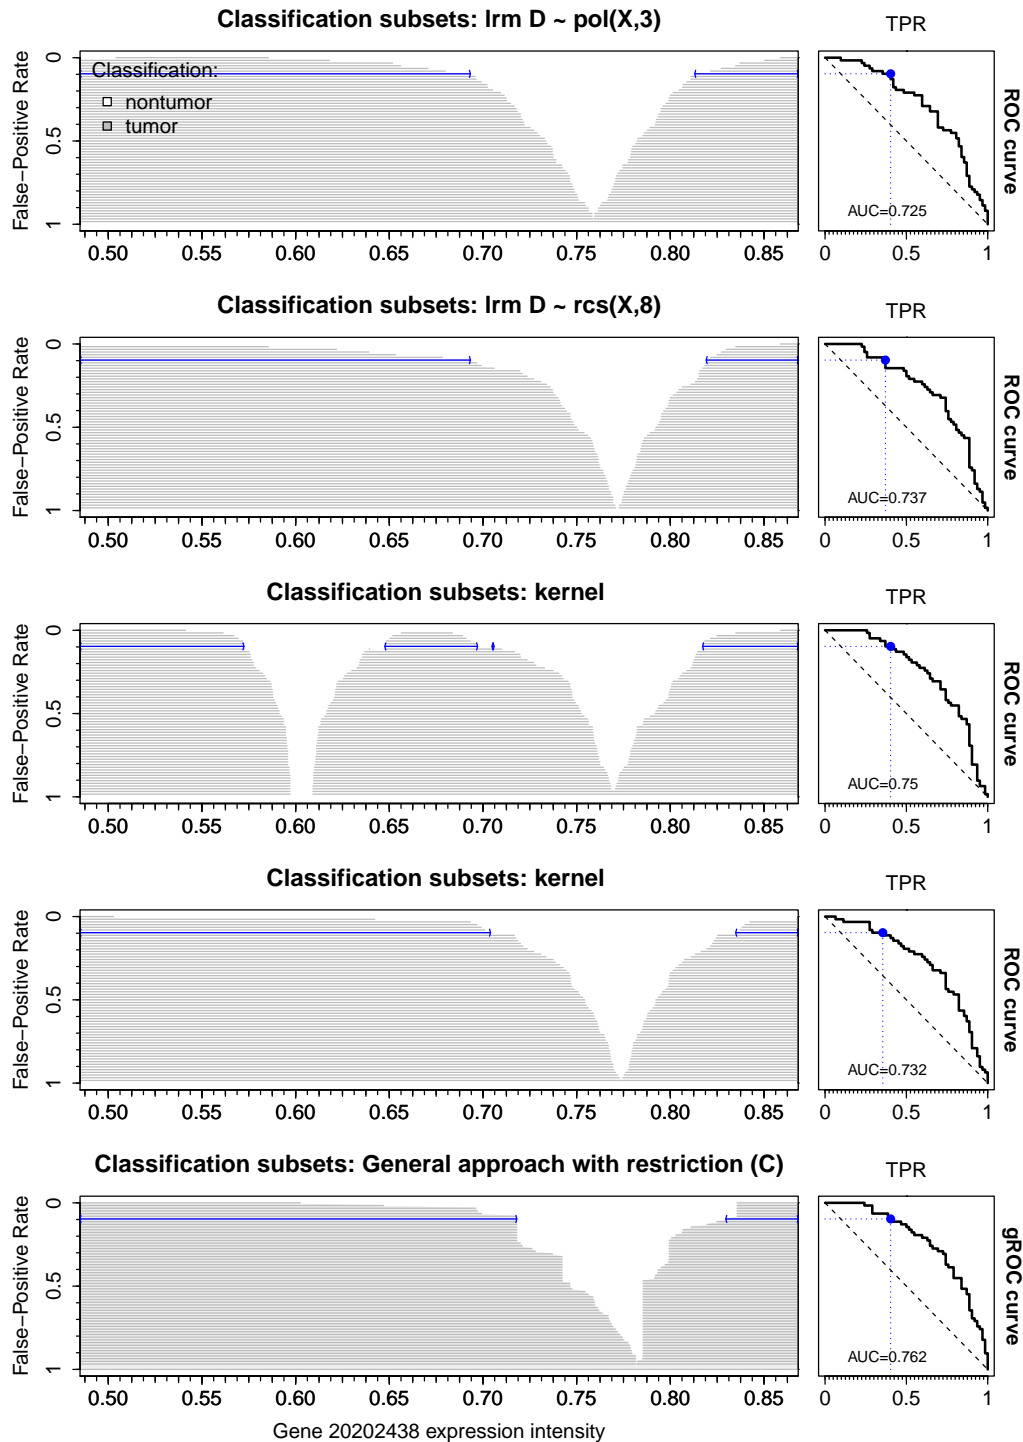 Classification subsets: lrm D ~ pol(X,3)
TPR
False−Positive Rate
0
0.5
1
Classification:
nontumor
tumor
0.50 0.55 0.60 0.65 0.70 0.75 0.80 0.85
AUC=0.725
0 0.5 1
ROC curve
Classification subsets: lrm D ~ rcs(X,8)
TPR
False−Positive Rate
0
0.5
1
0.50 0.55 0.60 0.65 0.70 0.75 0.80 0.85
AUC=0.737
0 0.5 1
ROC curve
Classification subsets: kernel
TPR
False−Positive Rate
0
0.5
1
0.50 0.55 0.60 0.65 0.70 0.75 0.80 0.85
AUC=0.75
0 0.5 1
ROC curve
Classification subsets: kernel
TPR
False−Positive Rate
0
0.5
1
0.50 0.55 0.60 0.65 0.70 0.75 0.80 0.85
AUC=0.732
0 0.5 1
ROC curve
Classification subsets: General approach with restriction (C)
TPR
False−Positive Rate
0
0.5
1
0.50 0.55 0.60 0.65 0.70 0.75 0.80 0.85
AUC=0.762
0 0.5 1
gROC curve
Gene 20202438 expression intensity